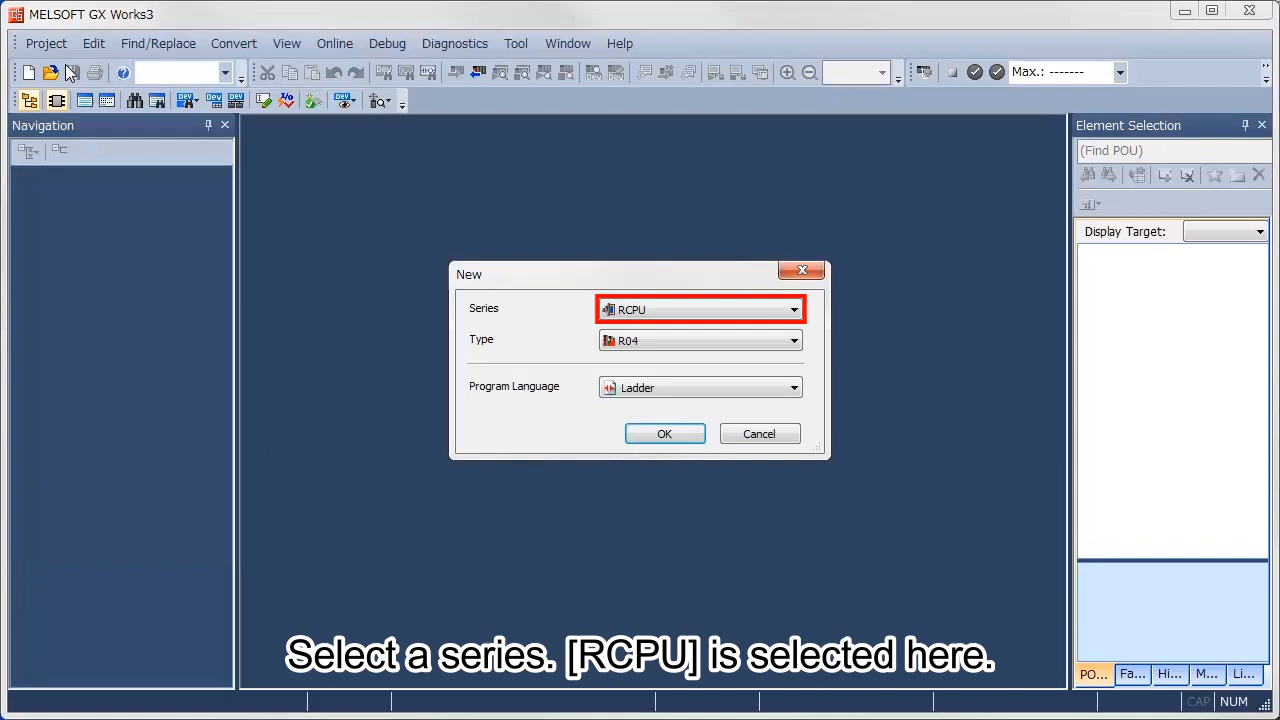 MELSOFT GX Works3
Project Edit Find/Replace Convert View Online Debug Diagnostics Tool Window Help
Max.: -------
Navigation
Element Selection
(Find POU)
Display Target:
New
Series RCPU
Type R04
Program Language Ladder
OK Cancel
Select a series. [RCPU] is selected here.
PO... Fa... Hi... M... Li...
CAP NUM